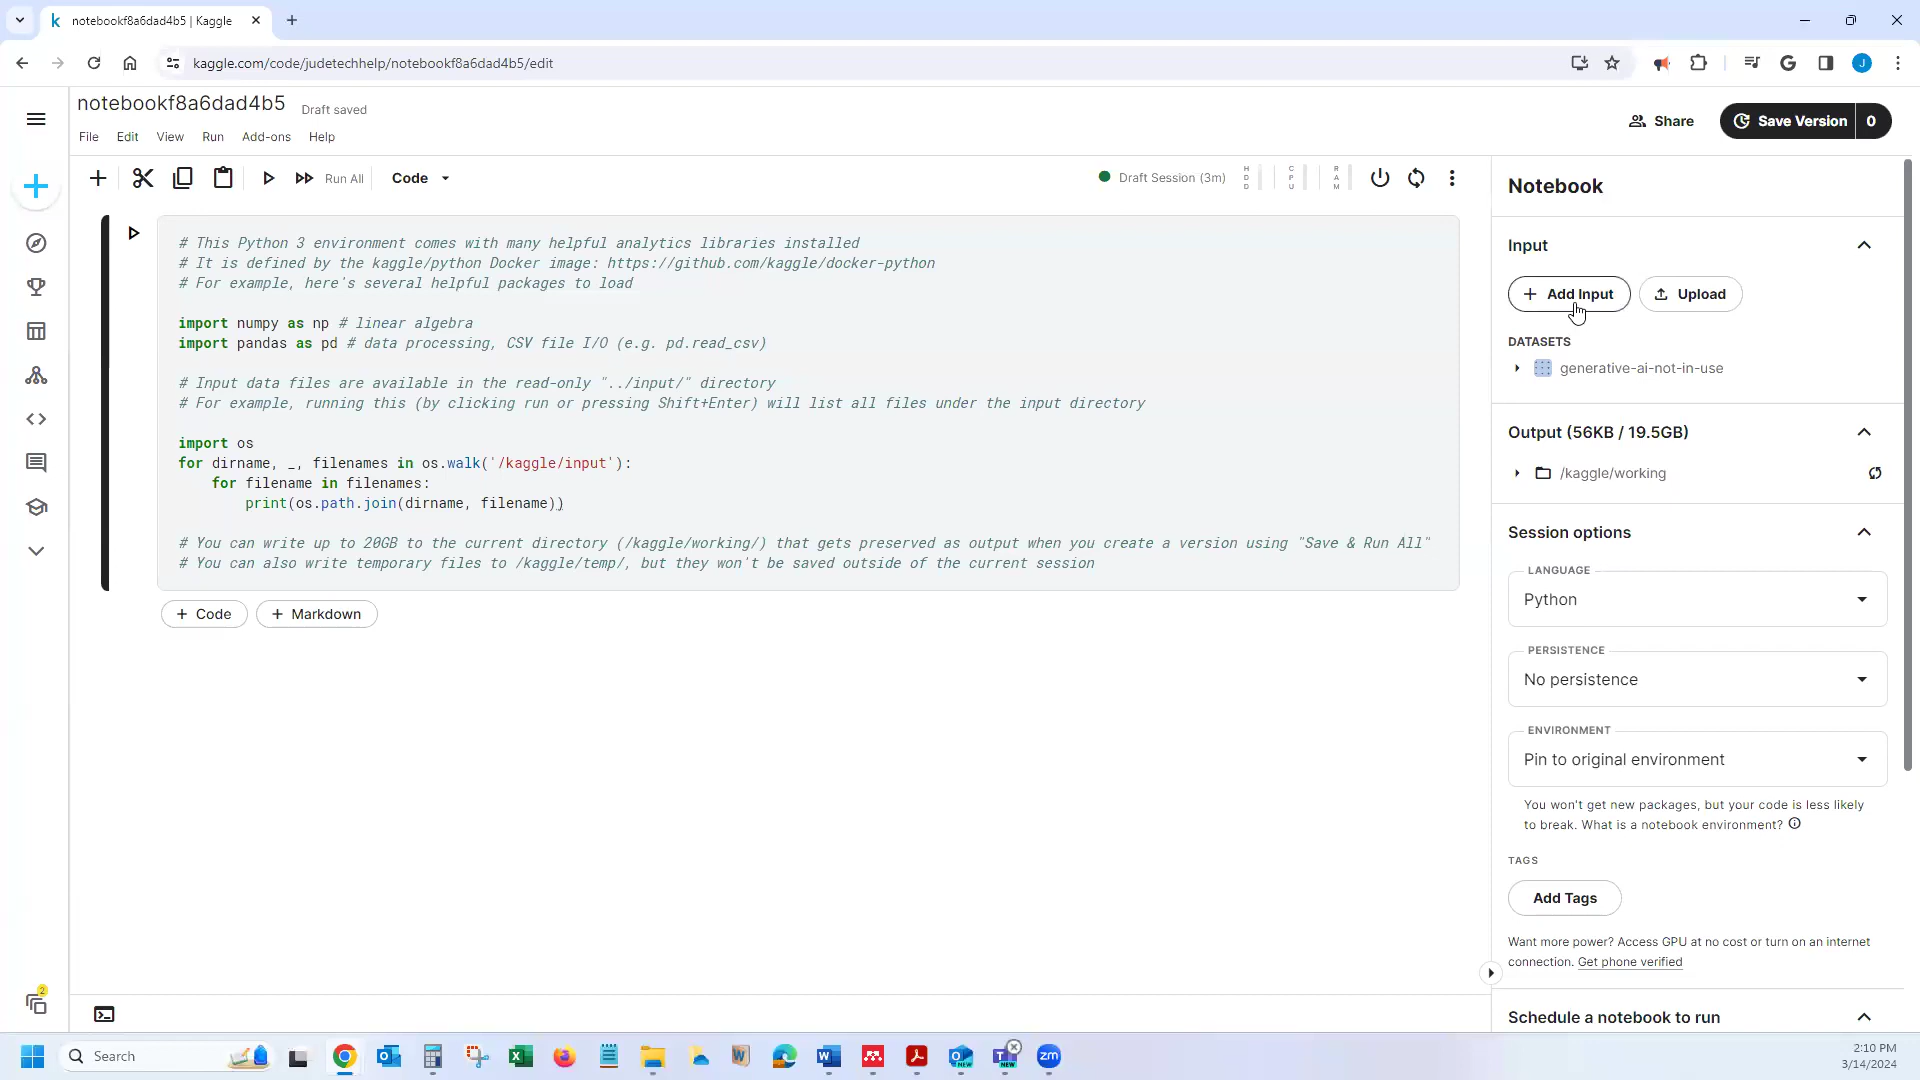 notebookf8a6dad4b5 | Kaggle
kaggle.com/code/judetechhelp/notebookf8a6dad4b5/edit
J
notebookf8a6dad4b5 Draft saved
File Edit View Run Add-ons Help
Share
Save Version 0
Run All
Code
Draft Session (3m)
HDD
CPU
RAM
# This Python 3 environment comes with many helpful analytics libraries installed
# It is defined by the kaggle/python Docker image: https://github.com/kaggle/docker-python
# For example, here's several helpful packages to load
import numpy as np # linear algebra
import pandas as pd # data processing, CSV file I/O (e.g. pd.read_csv)
# Input data files are available in the read-only "../input/" directory
# For example, running this (by clicking run or pressing Shift+Enter) will list all files under the input directory
import os
for dirname, _, filenames in os.walk('/kaggle/input'):
    for filename in filenames:
        print(os.path.join(dirname, filename))
# You can write up to 20GB to the current directory (/kaggle/working/) that gets preserved as output when you create a version using "Save & Run All"
# You can also write temporary files to /kaggle/temp/, but they won't be saved outside of the current session
+ Code + Markdown
Notebook
Input
+ Add Input Upload
DATASETS
generative-ai-not-in-use
Output (56KB / 19.5GB)
/kaggle/working
Session options
LANGUAGE
Python
PERSISTENCE
No persistence
ENVIRONMENT
Pin to original environment
You won't get new packages, but your code is less likely
to break. What is a notebook environment?
TAGS
Add Tags
Want more power? Access GPU at no cost or turn on an internet
connection. Get phone verified
Schedule a notebook to run
2
Search
NEW
NEW
zm
2:10 PM
3/14/2024